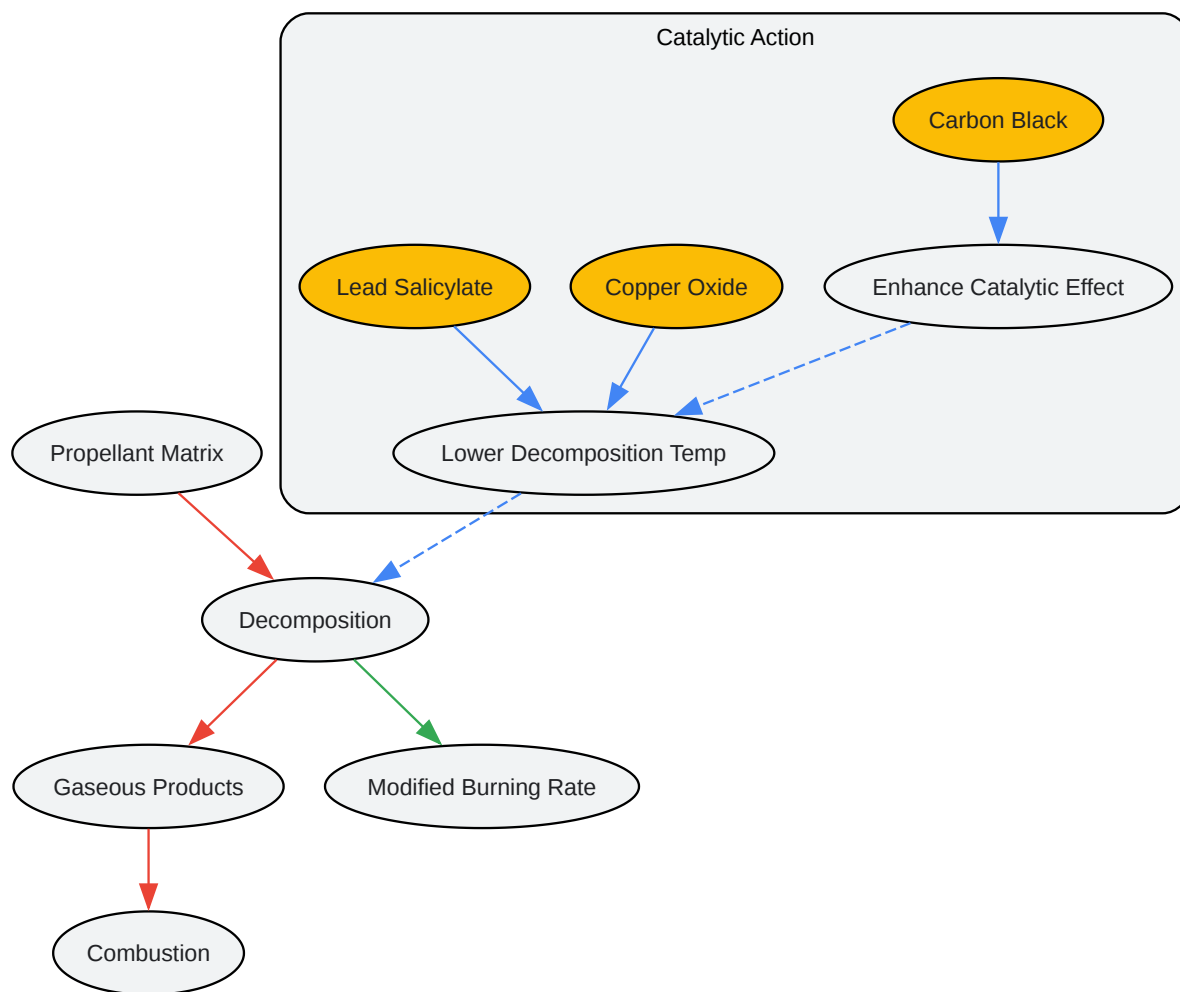 Catalytic Action
Carbon Black
Lead Salicylate
Copper Oxide
Enhance Catalytic Effect
Propellant Matrix
Lower Decomposition Temp
Decomposition
Gaseous Products
Modified Burning Rate
Combustion